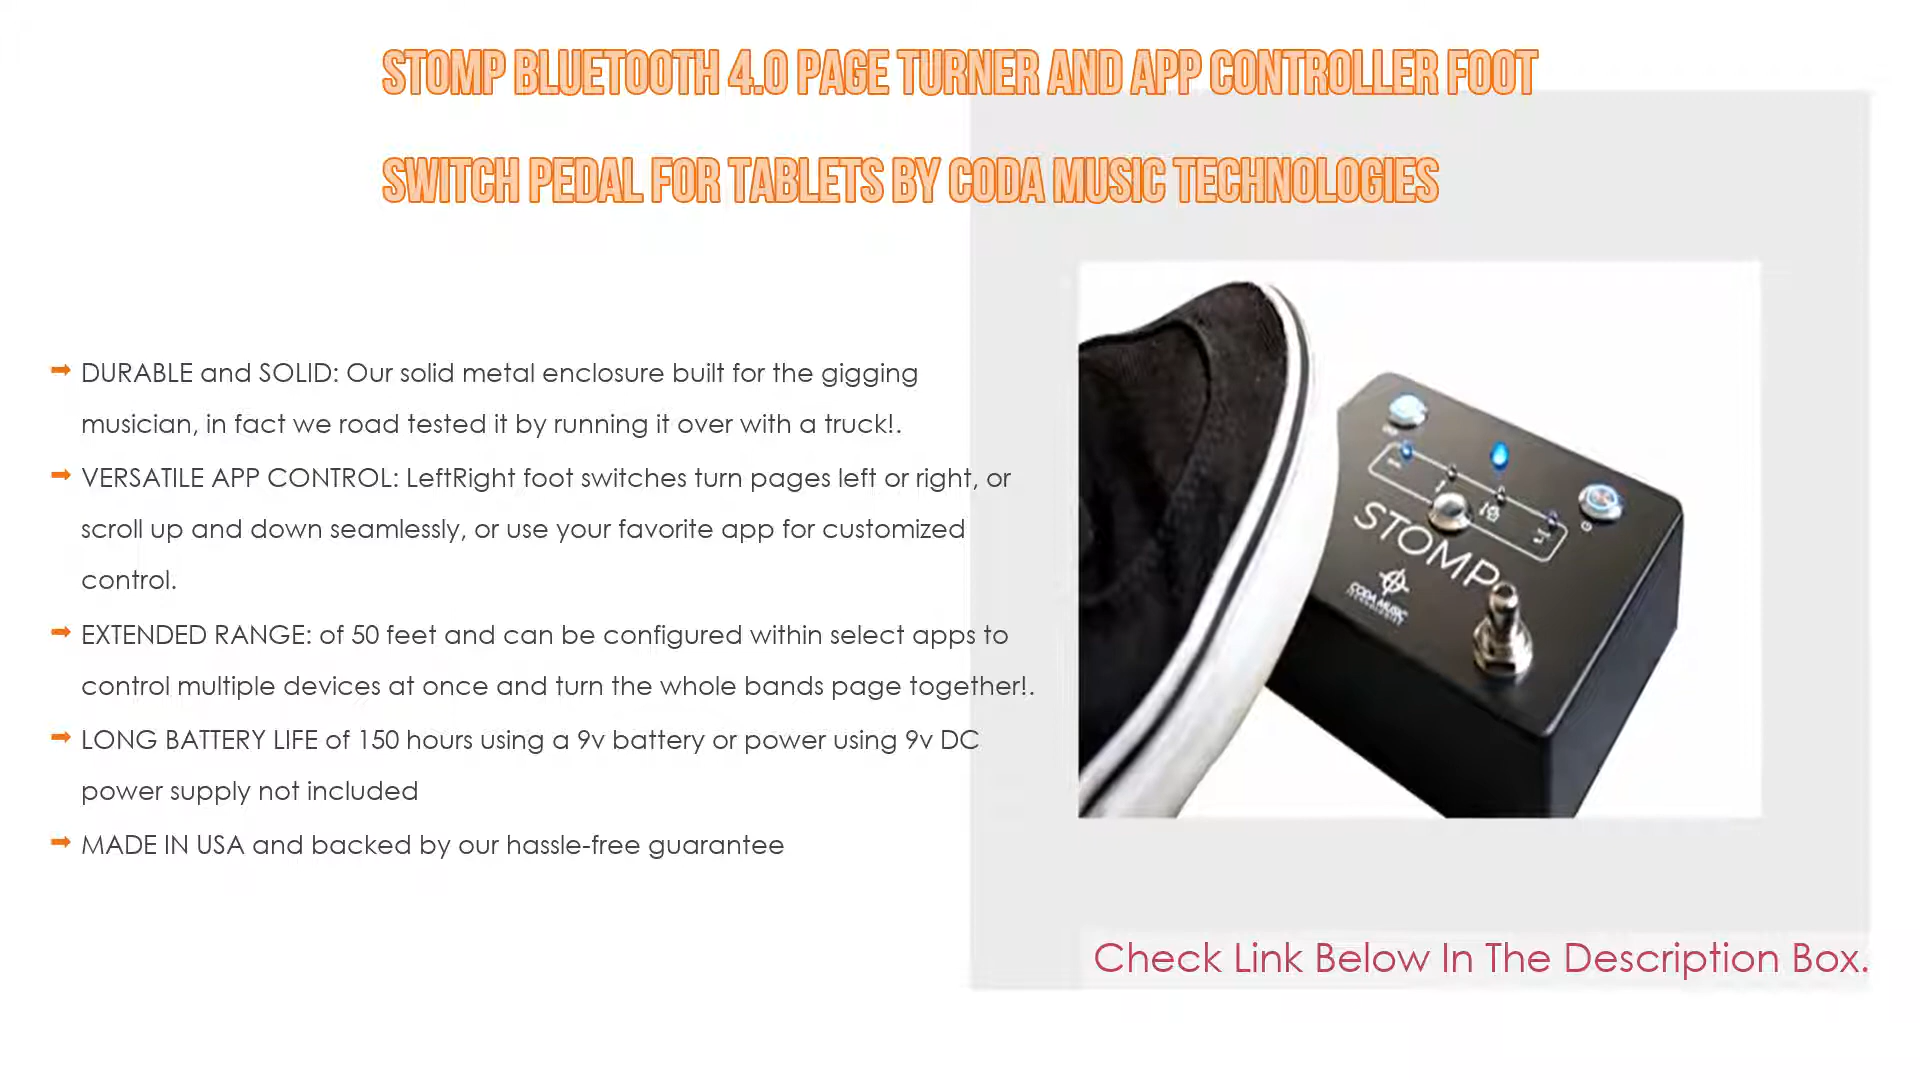 STOMP BLUETOOTH 4.0 PAGE TURNER AND APP CONTROLLER FOOT
SWITCH PEDAL FOR TABLETS BY CODA MUSIC TECHNOLOGIES
DURABLE and SOLID: Our solid metal enclosure built for the gigging
musician, in fact we road tested it by running it over with a truck!.
VERSATILE APP CONTROL: LeftRight foot switches turn pages left or right, or
scroll up and down seamlessly, or use your favorite app for customized
control.
EXTENDED RANGE: of 50 feet and can be configured within select apps to
control multiple devices at once and turn the whole bands page together!.
LONG BATTERY LIFE of 150 hours using a 9v battery or power using 9v DC
power supply not included
MADE IN USA and backed by our hassle-free guarantee
STOMP
CODA MUSIC
TECHNOLOGIES
Check Link Below In The Description Box.